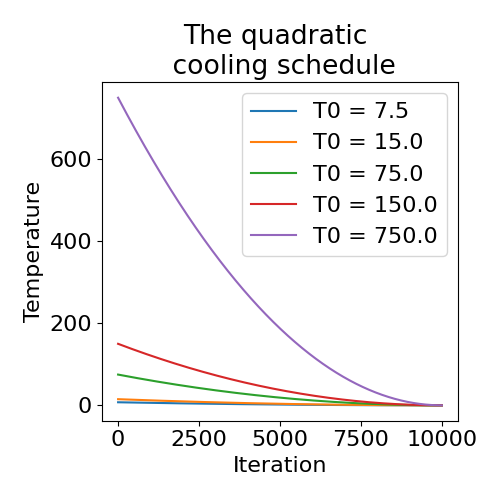 The quadratic
cooling schedule
T0 = 7.5
T0 = 15.0
T0 = 75.0
T0 = 150.0
T0 = 750.0
600
400
200
0
Temperature
0 2500 5000 7500 10000
Iteration